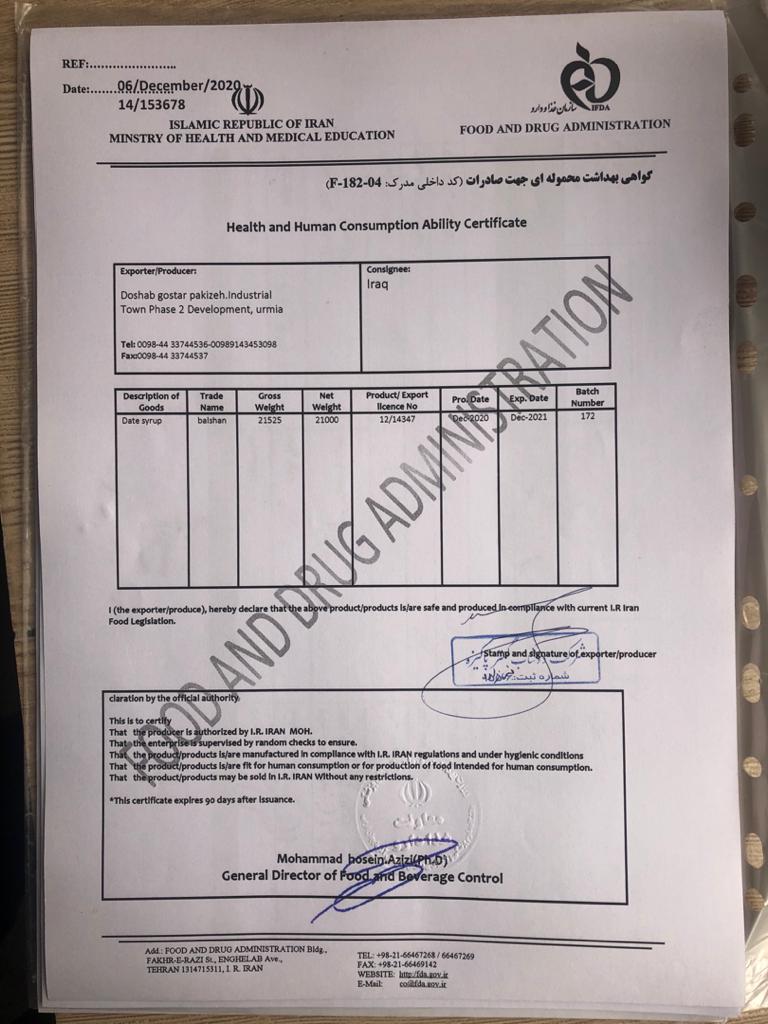 REF:......................
Date:......06/December/2020
14/153678
ISLAMIC REPUBLIC OF IRAN
MINSTRY OF HEALTH AND MEDICAL EDUCATION
سازمان غذا و دارو
IFDA
FOOD AND DRUG ADMINISTRATION
گواهی بهداشت محموله ای جهت صادرات (کد داخلی مدرک: F-182-04)
Health and Human Consumption Ability Certificate
Exporter/Producer:
Doshab gostar pakizeh.Industrial
Town Phase 2 Development, urmia
Tel: 0098-44 33744536-00989143453098
Fax:0098-44 33744537
Consignee:
Iraq
Description of Goods Trade Name Gross Weight Net Weight Product/ Export licence No Pro. Date Exp. Date Batch Number
Date syrup balshan 21525 21000 12/14347 Dec-2020 Dec-2021 172
FOOD AND DRUG ADMINISTRATION
I (the exporter/produce), hereby declare that the above product/products is/are safe and produced in compliance with current I.R Iran
Food Legislation.
Stamp and signature of exporter/producer
شماره ثبت:
claration by the official authority
This is to certify
That the producer is authorized by I.R. IRAN MOH.
That the enterprise is supervised by random checks to ensure.
That the product/products is/are manufactured in compliance with I.R. IRAN regulations and under hygienic conditions
That the product/products is/are fit for human consumption or for production of food intended for human consumption.
That the product/products may be sold in I.R. IRAN Without any restrictions.
*This certificate expires 90 days after issuance.
Mohammad hosein.Azizi(Ph.D)
General Director of Food and Beverage Control
Add.: FOOD AND DRUG ADMINISTRATION Bldg.,
FAKHR-E-RAZI St., ENGHELAB Ave.,
TEHRAN 1314715311, I. R. IRAN
TEL: +98-21-66467268 / 66467269
FAX: +98-21-66469142
WEBSITE: http:/fda.gov.ir
E-Mail: co@fda.gov.ir